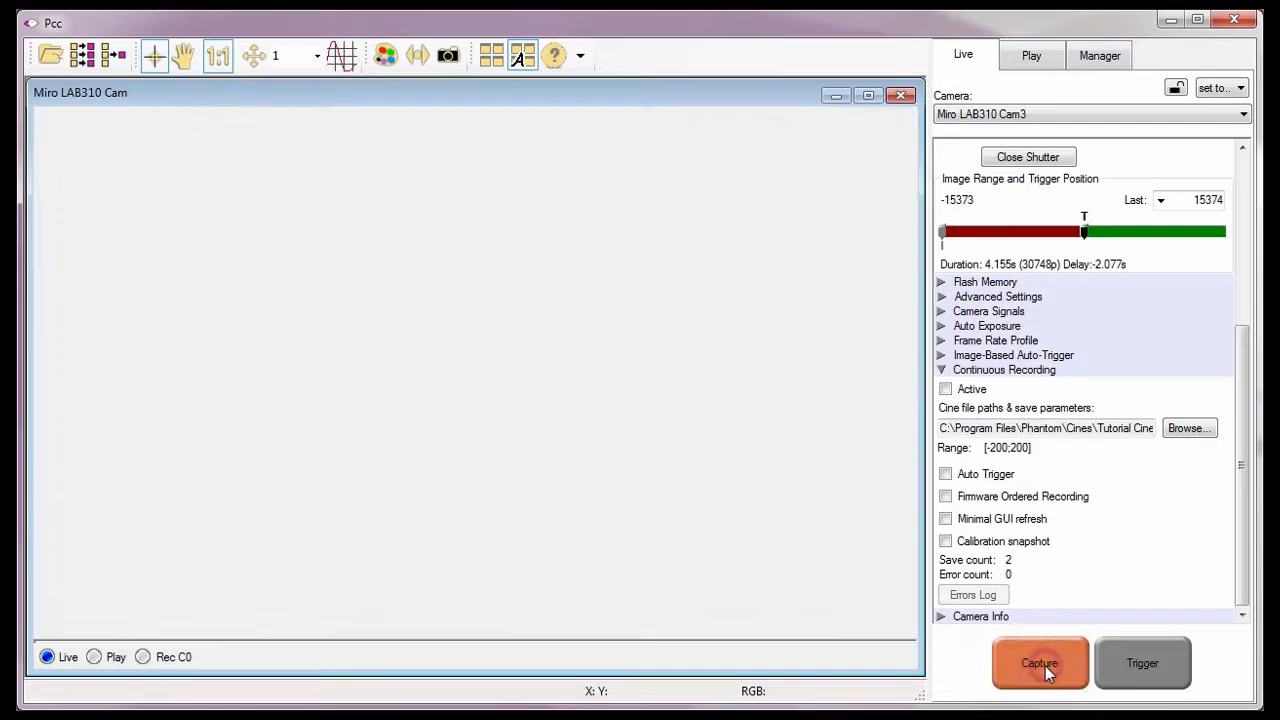 Pcc
1:1
1
A
?
Live
Play
Manager
Camera:
set to..
Miro LAB310 Cam3
Miro LAB310 Cam
Close Shutter
Image Range and Trigger Position
-15373
Last:
15374
T
I
Duration: 4.155s (30748p) Delay:-2.077s
Flash Memory
Advanced Settings
Camera Signals
Auto Exposure
Frame Rate Profile
Image-Based Auto-Trigger
Continuous Recording
Active
Cine file paths & save parameters:
C:\Program Files\Phantom\Cines\Tutorial Cine
Browse...
Range: [-200;200]
Auto Trigger
Firmware Ordered Recording
Minimal GUI refresh
Calibration snapshot
Save count: 2
Error count: 0
Errors Log
Camera Info
Capture
Trigger
Live
Play
Rec C0
X: Y:
RGB: